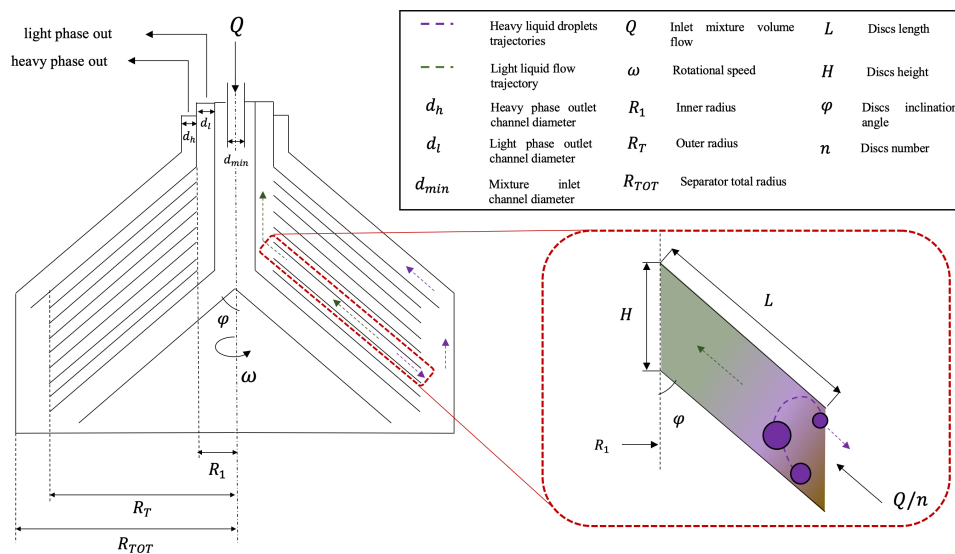 light phase out
heavy phase out
Q
d_h
d_l
d_min
φ
ω
R_1
R_T
R_TOT
Heavy liquid droplets
trajectories
Light liquid flow
trajectory
d_h Heavy phase outlet
channel diameter
d_l Light phase outlet
channel diameter
d_min Mixture inlet
channel diameter
Q Inlet mixture volume
flow
ω Rotational speed
R_1 Inner radius
R_T Outer radius
R_TOT Separator total radius
L Discs length
H Discs height
φ Discs inclination
angle
n Discs number
H
L
φ
R_1
Q/n